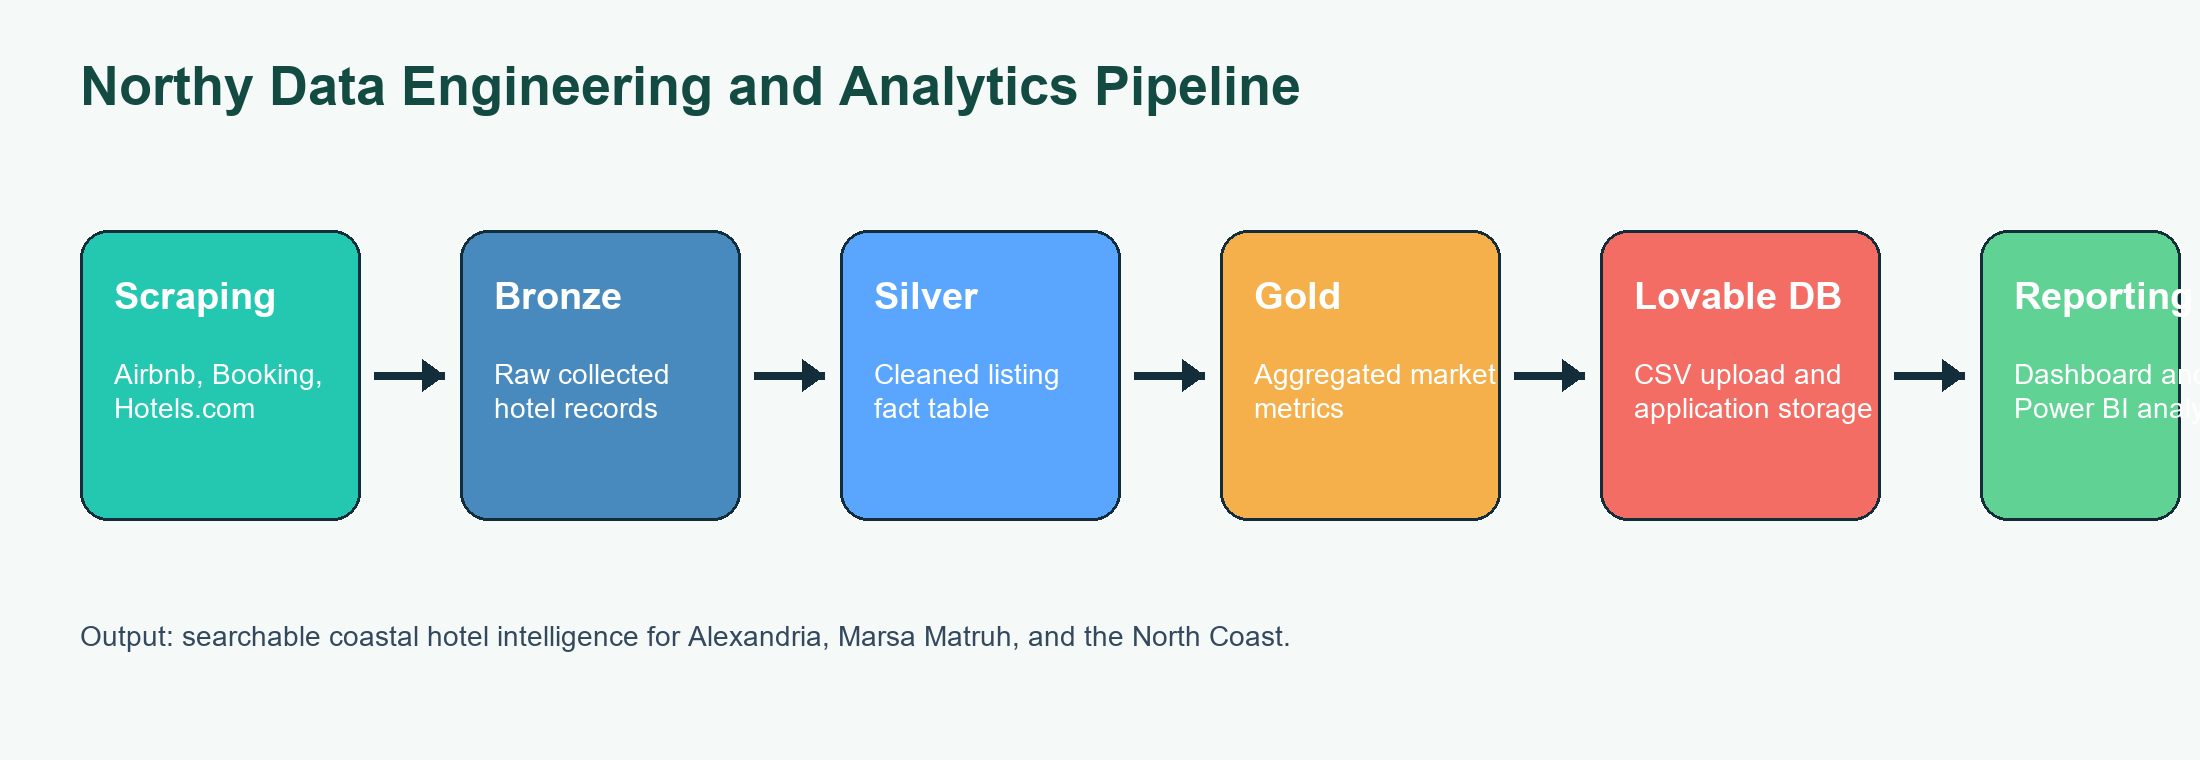 Northy Data Engineering and Analytics Pipeline
Scraping
Airbnb, Booking,
Hotels.com
Bronze
Raw collected
hotel records
Silver
Cleaned listing
fact table
Gold
Aggregated market
metrics
Lovable DB
CSV upload and
application storage
Reporting
Dashboard and
Power BI
Output: searchable coastal hotel intelligence for Alexandria, Marsa Matruh, and the North Coast.